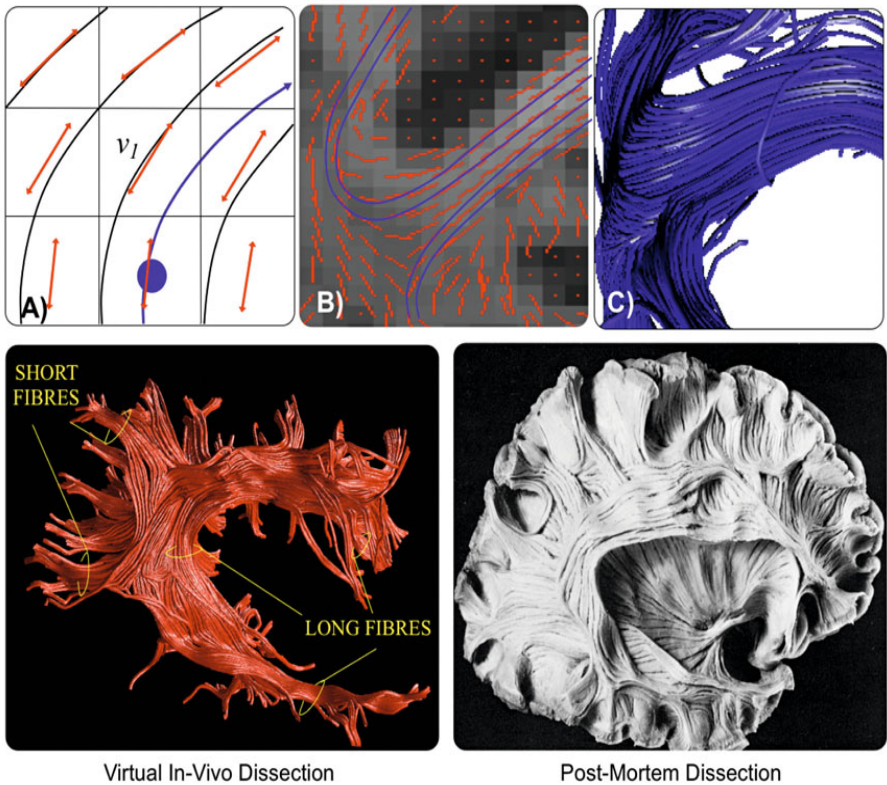 v1
A)
B)
C)
SHORT
FIBRES
LONG FIBRES
Virtual In-Vivo Dissection
Post-Mortem Dissection